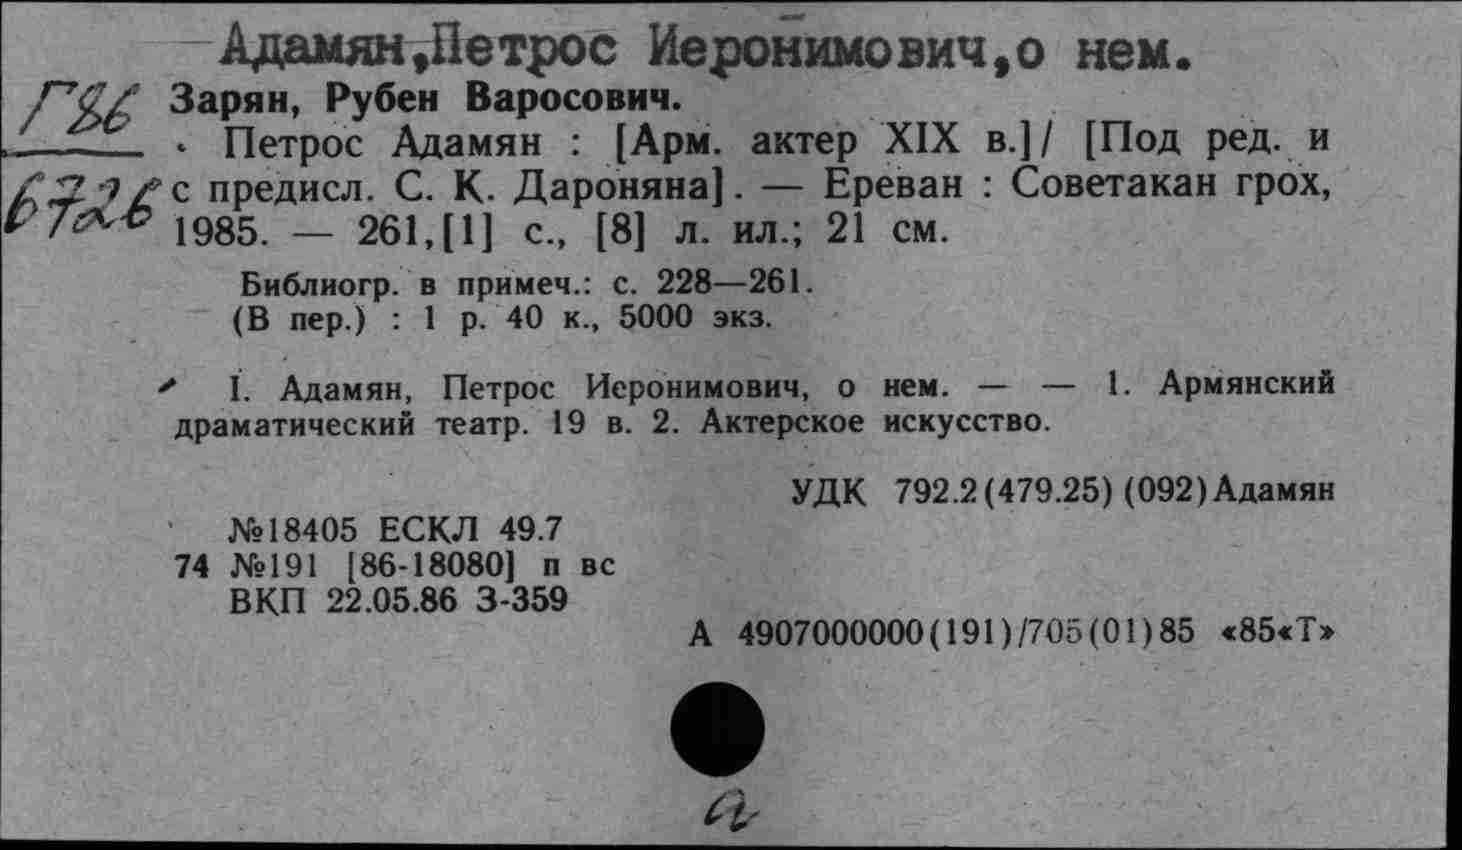 Адамян,Петрос Иеронимович,о нем.
Г86
6726
Зарян, Рубен Варосович.
Петрос Адамян : [Арм. актер XIX в.]/ [Под ред. и
с предисл. С. К. Дароняна]. — Ереван : Советакан грох,
1985. — 261,[1] с., [8] л. ил.; 21 см.
Библиогр. в примеч.: с. 228—261.
(В пер.) : 1 р. 40 к., 5000 экз.
I. Адамян, Петрос Иеронимович, о нем. — — 1. Армянский
драматический театр. 19 в. 2. Актерское искусство.
УДК 792.2(479.25)(092)Адамян
№18405 ЕСКЛ 49.7
74 №191 [86-18080] п вс
ВКП 22.05.86 З-359
А 4907000000(191)/705(01)85 «85«Т»
а